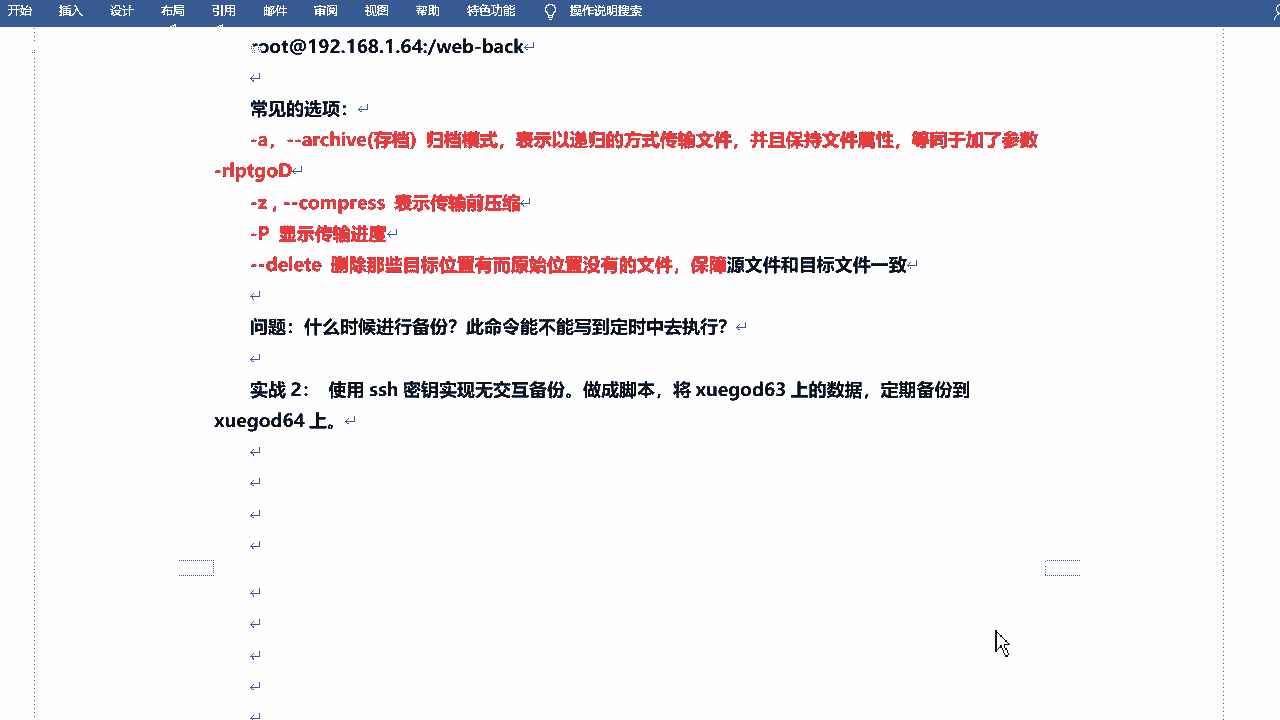 开始 插入 设计 布局 引用 邮件 审阅 视图 帮助 特色功能 操作说明搜索
root@192.168.1.64:/web-back
常见的选项：
-a，--archive(存档) 归档模式，表示以递归的方式传输文件，并且保持文件属性，等同于加了参数
-rlptgoD
-z , --compress 表示传输前压缩
-P 显示传输进度
--delete 删除那些目标位置有而原始位置没有的文件，保障源文件和目标文件一致
问题：什么时候进行备份？此命令能不能写到定时中去执行？
实战 2： 使用 ssh 密钥实现无交互备份。做成脚本，将 xuegod63 上的数据，定期备份到
xuegod64 上。